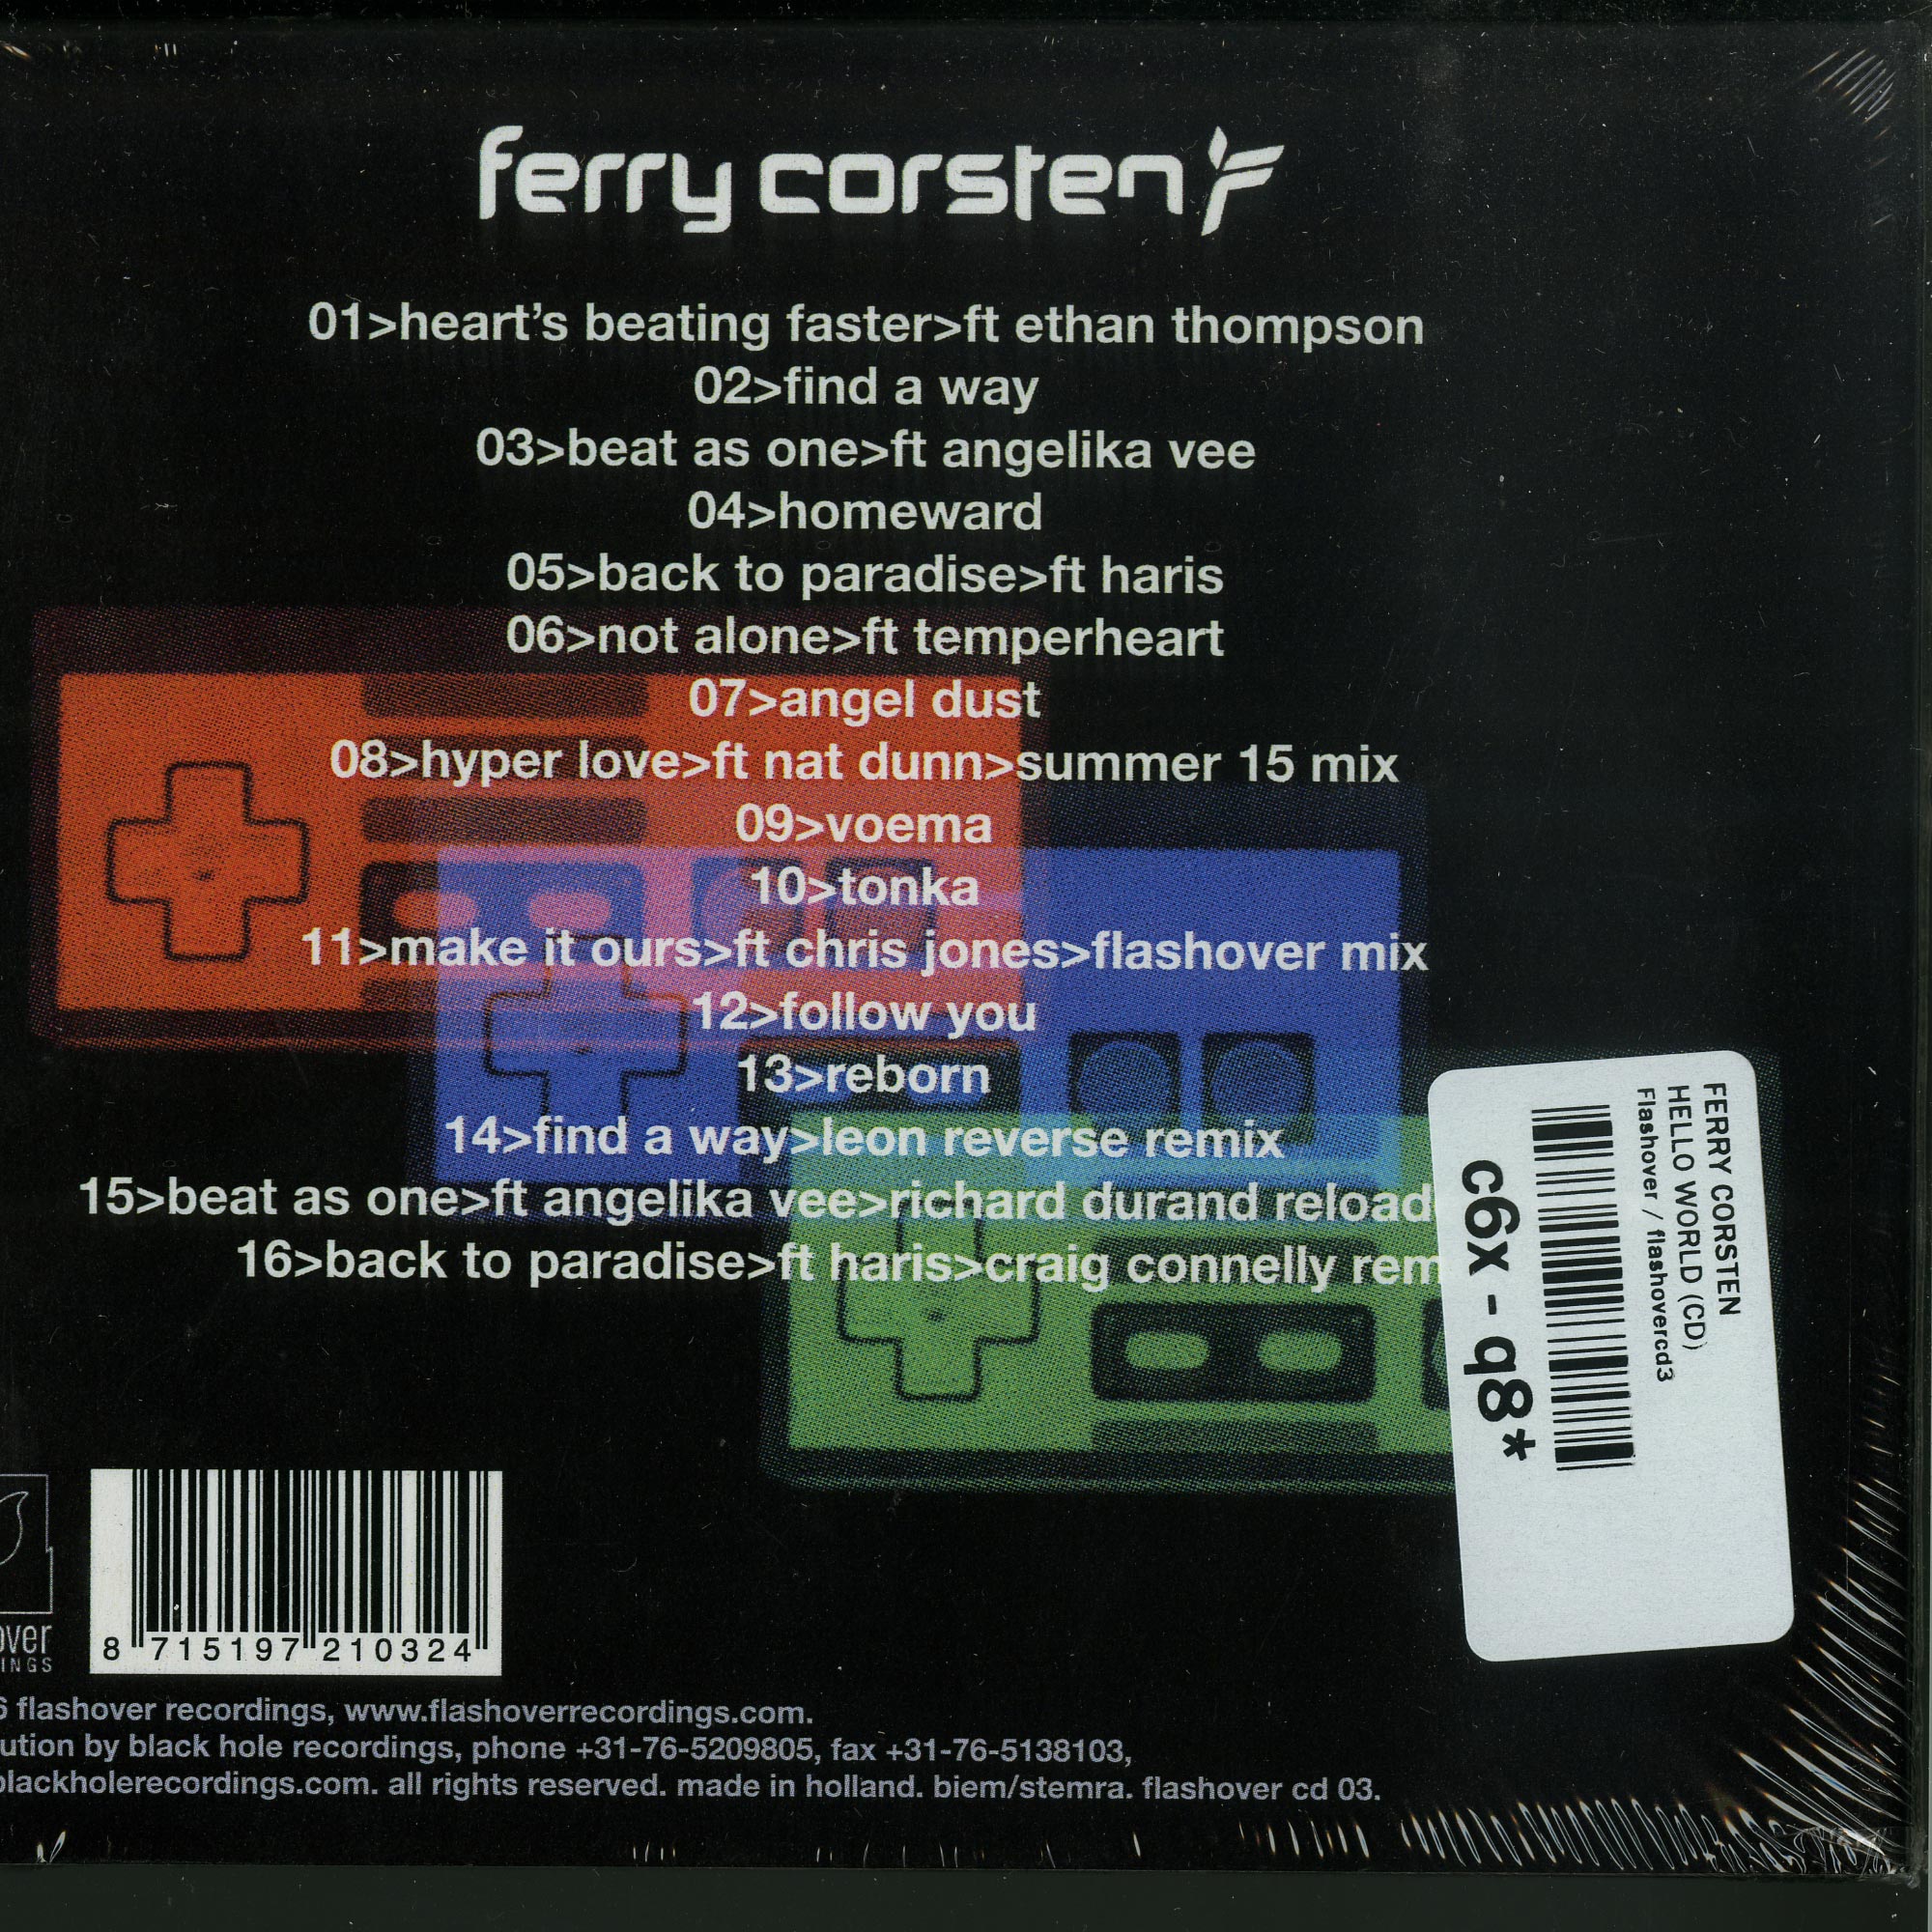 ferry corsten
01>heart's beating faster>ft ethan thompson
02>find a way
03>beat as one>ft angelika vee
04>homeward
05>back to paradise>ft haris
06>not alone>ft temperheart
07>angel dust
08>hyper love>ft nat dunn>summer 15 mix
09>voema
10>tonka
11>make it ours>ft chris jones>flashover mix
12>follow you
13>reborn
14>find a way>leon reverse remix
15>beat as one>ft angelika vee>richard durand reload
16>back to paradise>ft haris>craig connelly rem
FERRY CORSTEN
HELLO WORLD (CD)
Flashover / flashovercd3
c6x - q8*
8 715197 210324
over
INGS
6 flashover recordings, www.flashoverrecordings.com.
ution by black hole recordings, phone +31-76-5209805, fax +31-76-5138103,
blackholerecordings.com. all rights reserved. made in holland. biem/stemra. flashover cd 03.